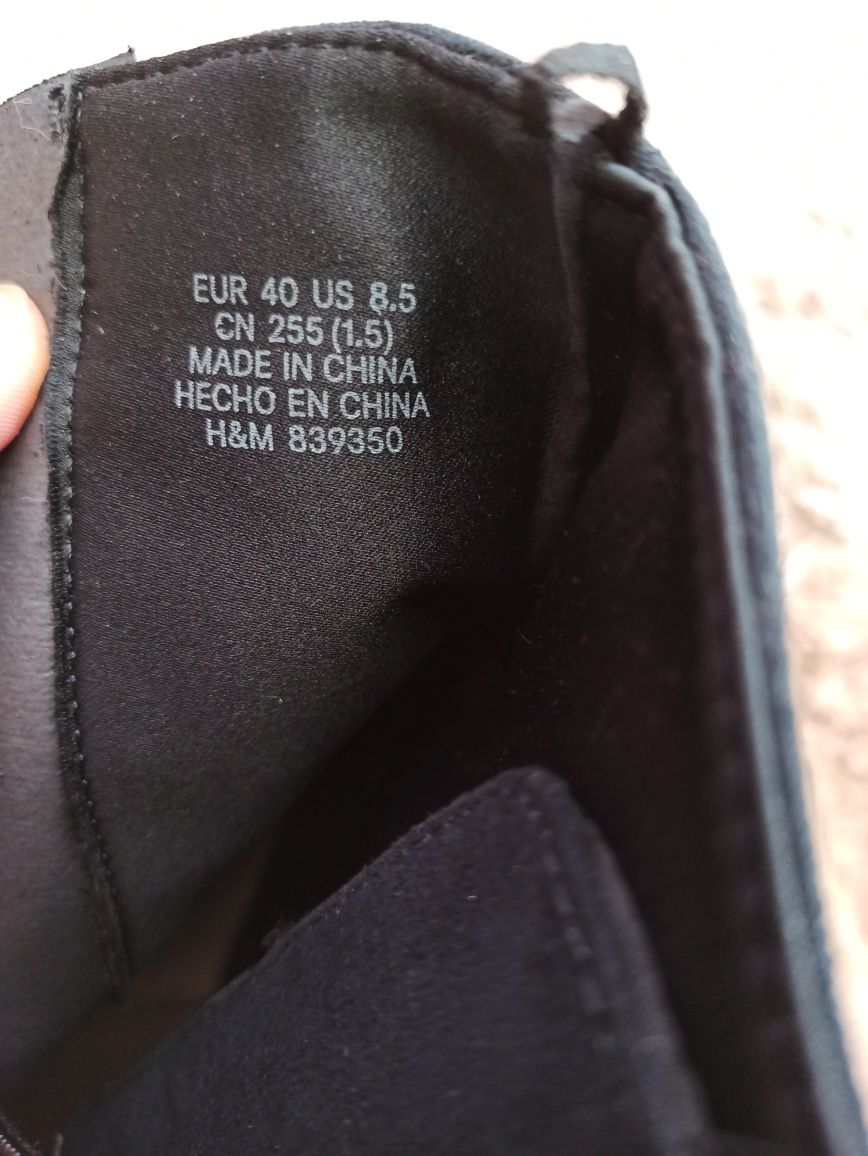 EUR 40 US 8.5
CN 255 (1.5)
MADE IN CHINA
HECHO EN CHINA
H&M 839350